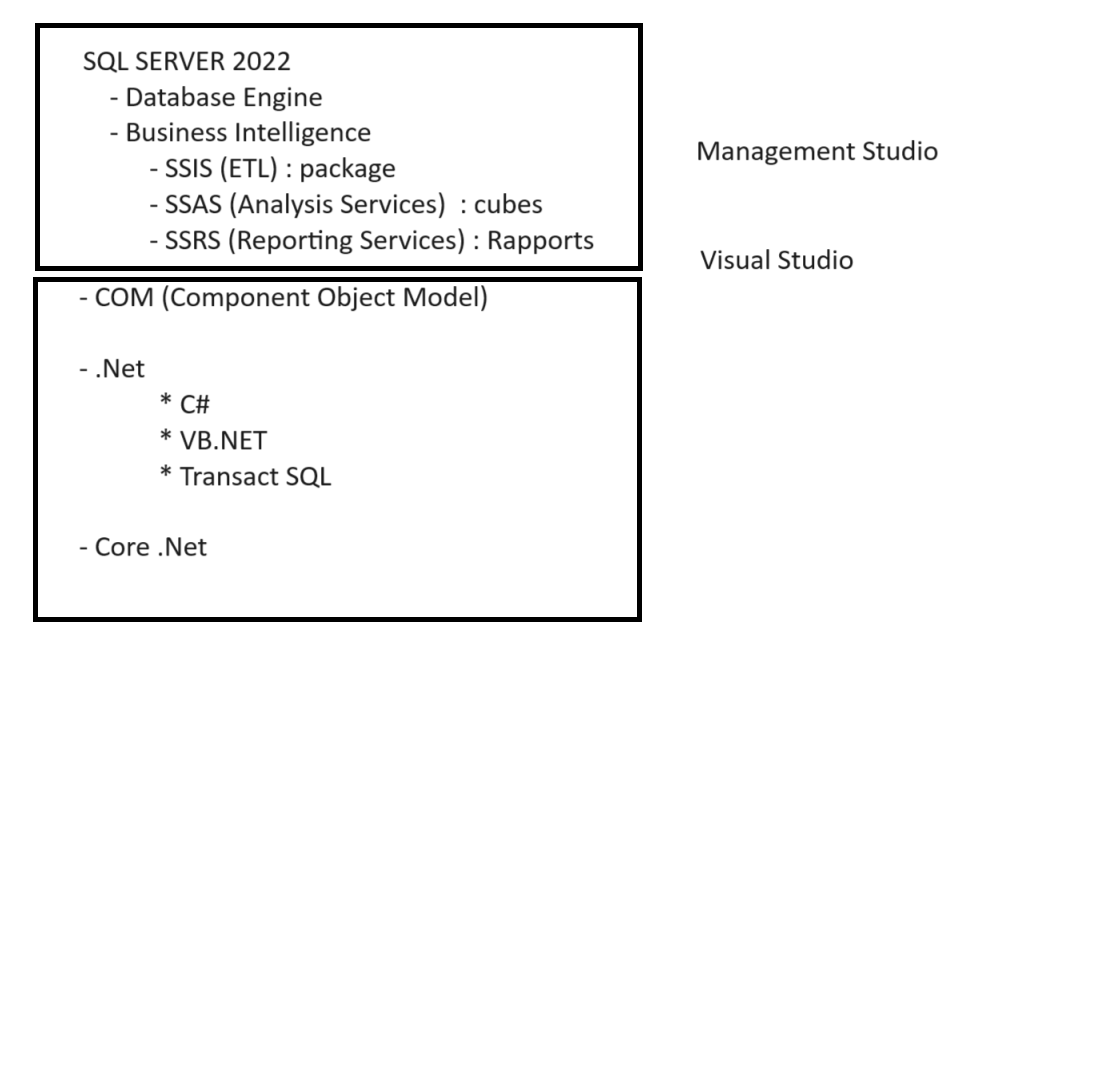 SQL SERVER 2022
- Database Engine
- Business Intelligence
- SSIS (ETL) : package
- SSAS (Analysis Services)  : cubes
- SSRS (Reporting Services) : Rapports
Management Studio
Visual Studio
- COM (Component Object Model)
- .Net
* C#
* VB.NET
* Transact SQL
- Core .Net